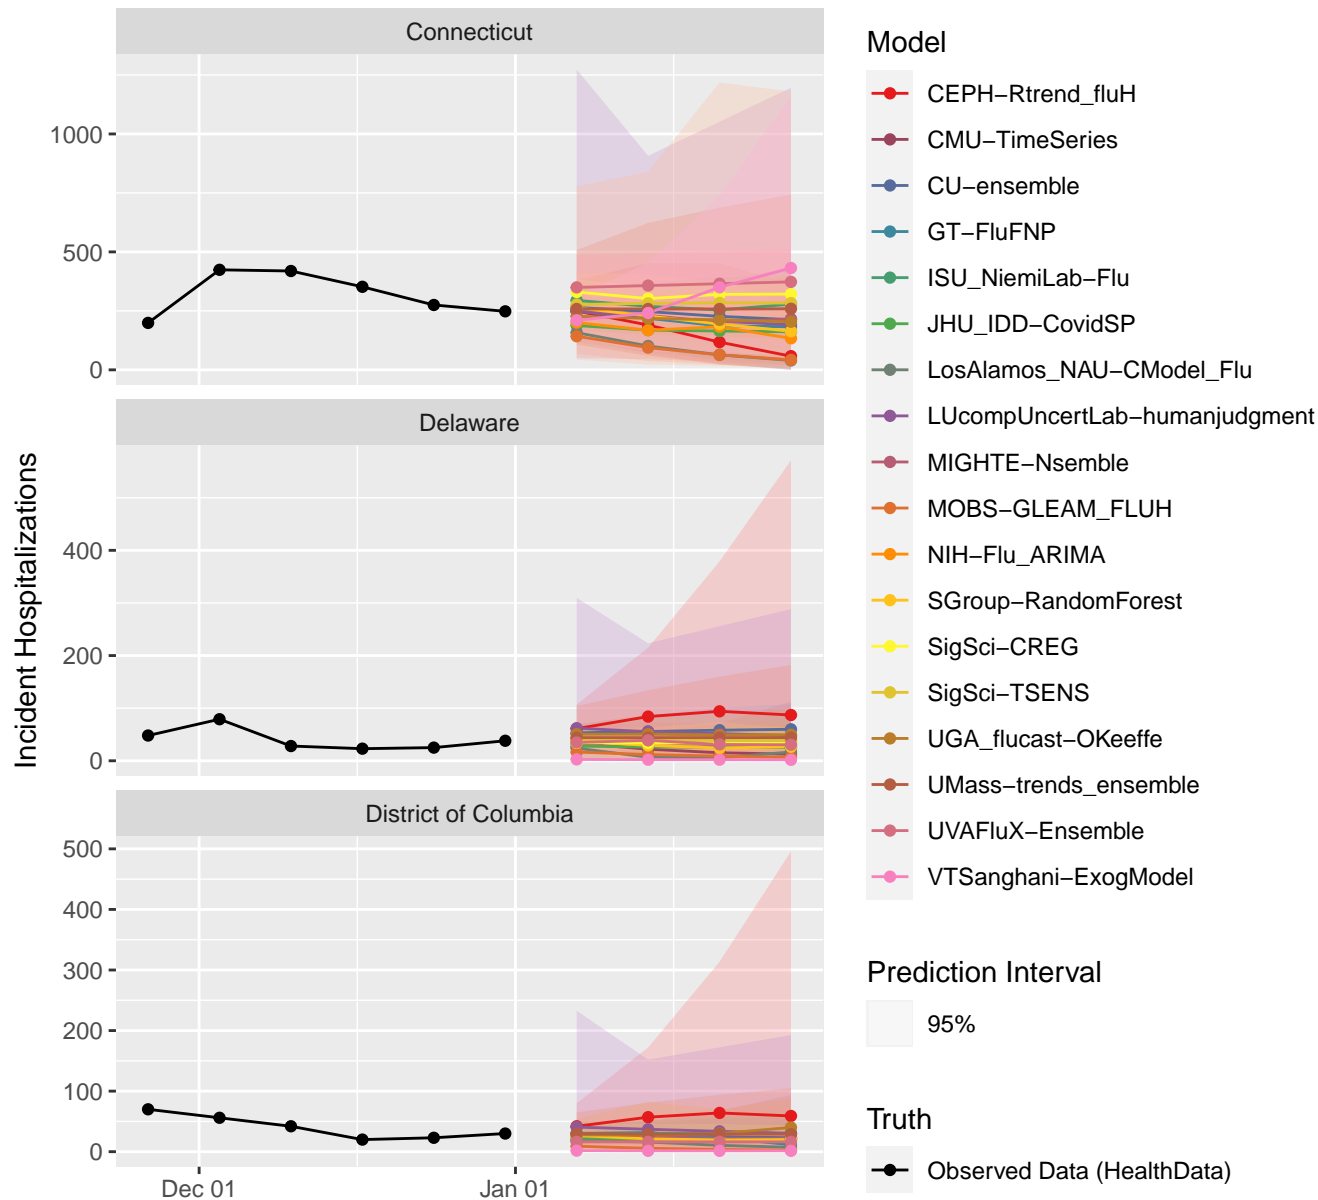 Connecticut
1000
500
0
Delaware
400
200
0
District of Columbia
500
400
300
200
100
0
Dec 01
Jan 01
Incident Hospitalizations
Model
CEPH−Rtrend_fluH
CMU−TimeSeries
CU−ensemble
GT−FluFNP
ISU_NiemiLab−Flu
JHU_IDD−CovidSP
LosAlamos_NAU−CModel_Flu
LUcompUncertLab−humanjudgment
MIGHTE−Nsemble
MOBS−GLEAM_FLUH
NIH−Flu_ARIMA
SGroup−RandomForest
SigSci−CREG
SigSci−TSENS
UGA_flucast−OKeeffe
UMass−trends_ensemble
UVAFluX−Ensemble
VTSanghani−ExogModel
Prediction Interval
95%
Truth
Observed Data (HealthData)